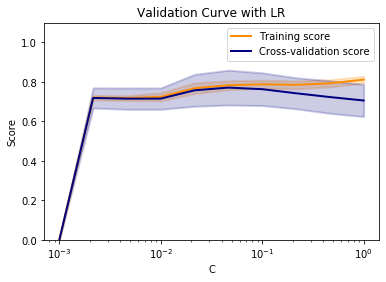 Validation Curve with LR
Training score
Cross-validation score
Score
1.0
0.8
0.6
0.4
0.2
0.0
10⁻³ 10⁻² 10⁻¹ 10⁰
C